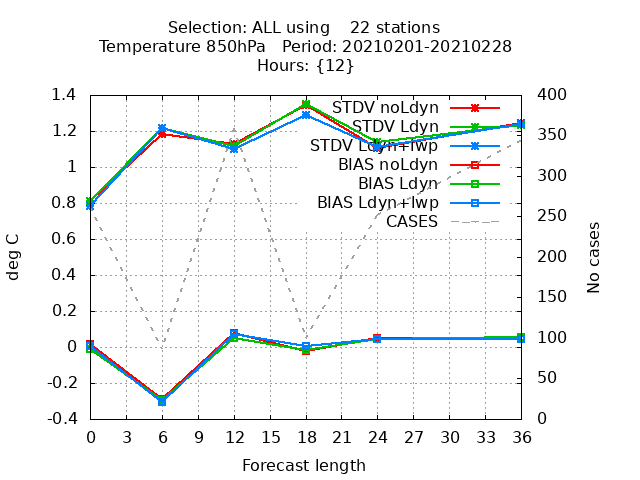 Selection: ALL using    22 stations
Temperature 850hPa   Period: 20210201-20210228
Hours: {12}
STDV noLdyn
STDV Ldyn
STDV Ldyn+lwp
BIAS noLdyn
BIAS Ldyn
BIAS Ldyn+lwp
CASES
1.4
1.2
1
0.8
0.6
0.4
0.2
0
-0.2
-0.4
deg C
400
350
300
250
200
150
100
50
0
No cases
0 3 6 9 12 15 18 21 24 27 30 33 36
Forecast length